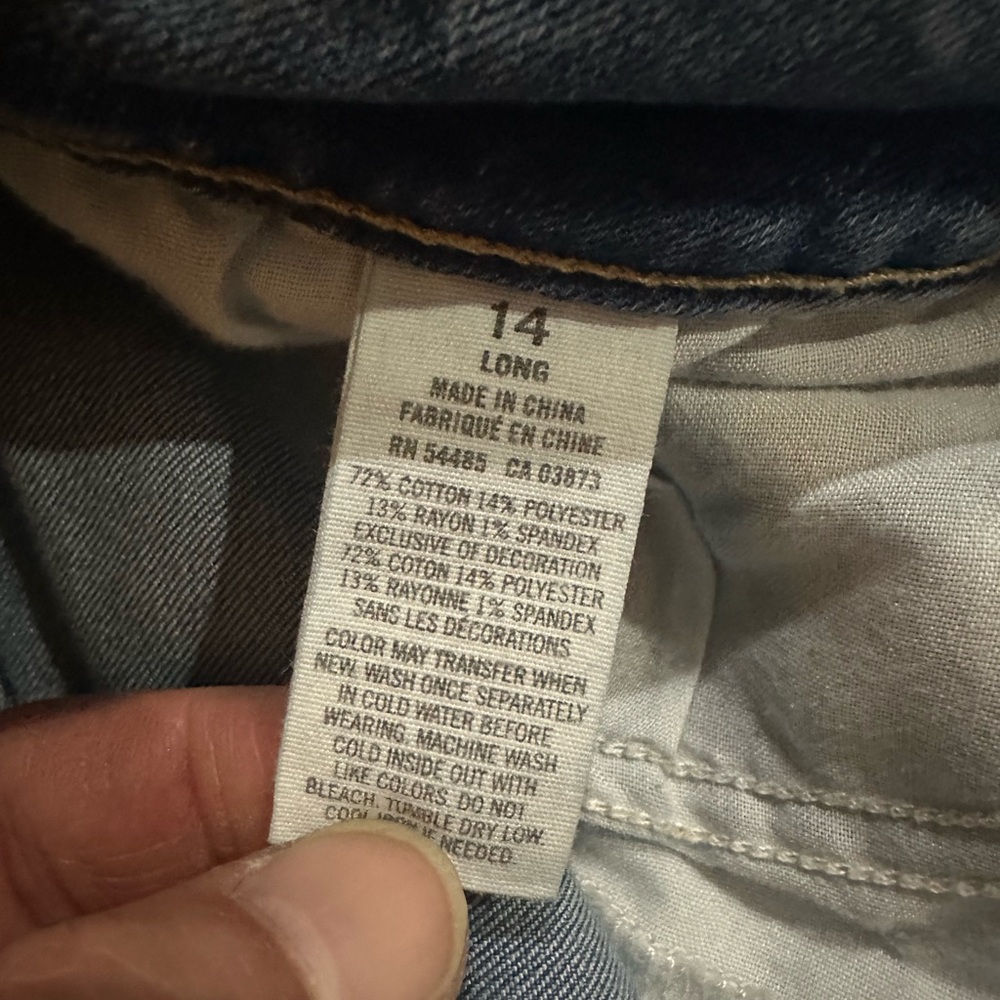 14
LONG
MADE IN CHINA
FABRIQUÉ EN CHINE
RN 54485 CA 03873
72% COTTON 14% POLYESTER
13% RAYON 1% SPANDEX
EXCLUSIVE OF DECORATION
72% COTON 14% POLYESTER
13% RAYONNE 1% SPANDEX
SANS LES DÉCORATIONS
COLOR MAY TRANSFER WHEN
NEW. WASH ONCE SEPARATELY
IN COLD WATER BEFORE
WEARING. MACHINE WASH
COLD INSIDE OUT WITH
LIKE COLORS. DO NOT
BLEACH. TUMBLE DRY LOW.
COOL IRON IF NEEDED.